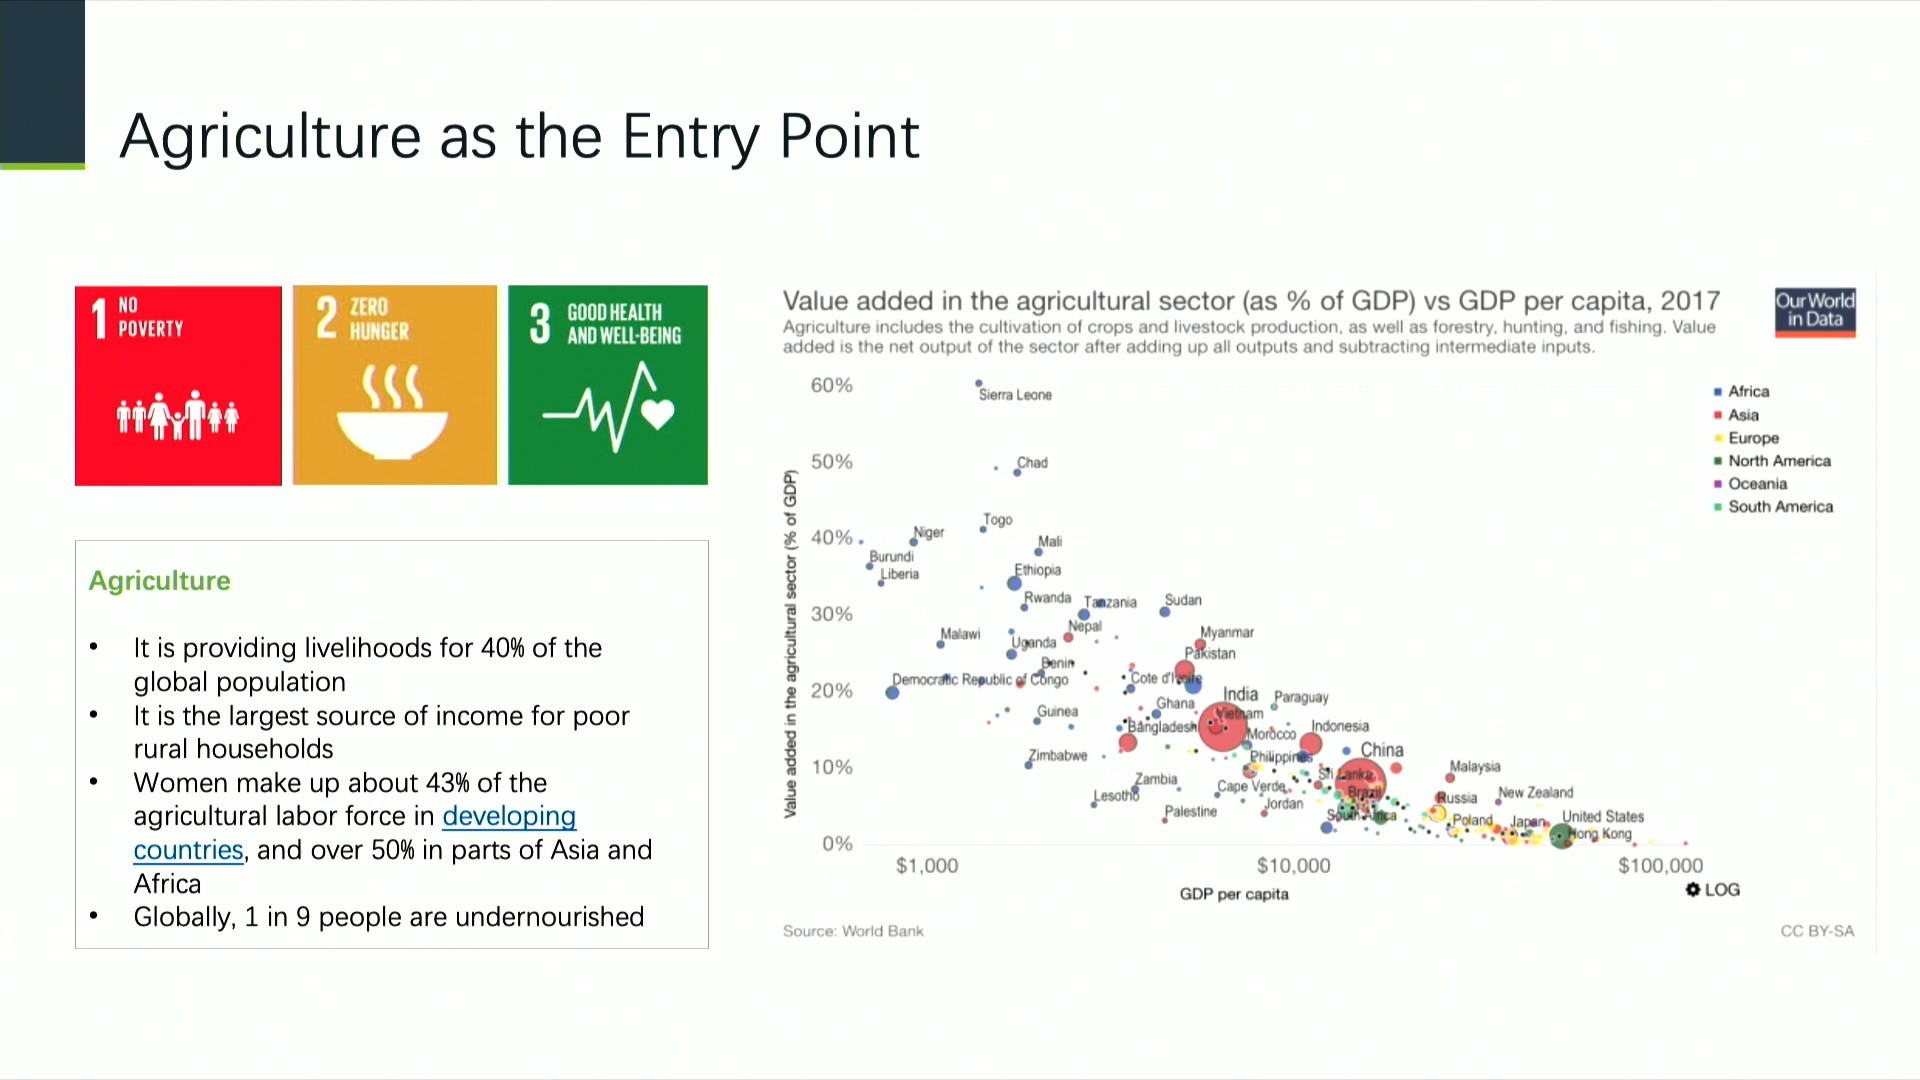 Agriculture as the Entry Point
1 NO
POVERTY
2 ZERO
HUNGER
3 GOOD HEALTH
AND WELL-BEING
Agriculture
• It is providing livelihoods for 40% of the
global population
• It is the largest source of income for poor
rural households
• Women make up about 43% of the
agricultural labor force in developing
countries, and over 50% in parts of Asia and
Africa
• Globally, 1 in 9 people are undernourished
Value added in the agricultural sector (as % of GDP) vs GDP per capita, 2017
Agriculture includes the cultivation of crops and livestock production, as well as forestry, hunting, and fishing. Value
added is the net output of the sector after adding up all outputs and subtracting intermediate inputs.
Our World
in Data
Value added in the agricultural sector (% of GDP)
60%
50%
40%
30%
20%
10%
0%
Sierra Leone
Chad
Togo
Niger
Mali
Burundi
Ethiopia
Liberia
Rwanda
Tanzania
Sudan
Nepal
Malawi
Myanmar
Uganda
Pakistan
Benin
Democratic Republic of Congo
Cote d'Ivoire
India
Paraguay
Ghana
Guinea
Vietnam
Bangladesh
Indonesia
Morocco
China
Zimbabwe
Philippines
Malaysia
Sri Lanka
Zambia
Cape Verde
Brazil
New Zealand
Lesotho
Russia
Jordan
Palestine
South Africa
United States
Poland
Japan
Hong Kong
$1,000
$10,000
$100,000
GDP per capita
LOG
Africa
Asia
Europe
North America
Oceania
South America
Source: World Bank
CC BY-SA